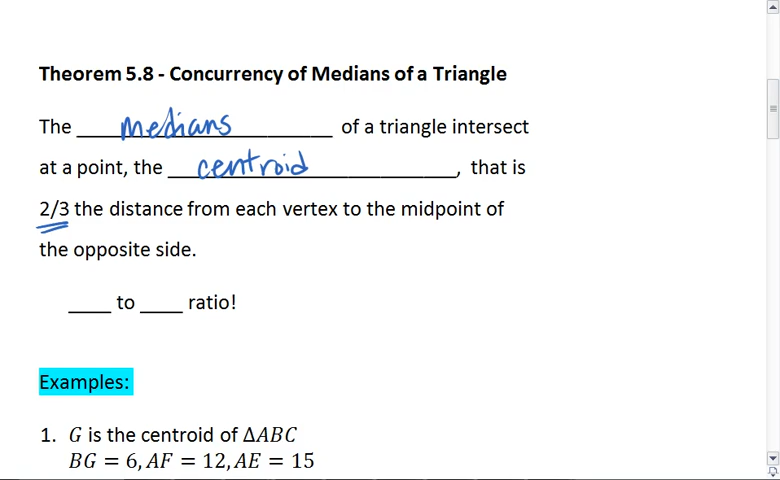 Theorem 5.8 - Concurrency of Medians of a Triangle
The medians of a triangle intersect
at a point, the centroid, that is
2/3 the distance from each vertex to the midpoint of
the opposite side.
____ to ____ ratio!
Examples:
1. G is the centroid of ΔABC
BG = 6, AF = 12, AE = 15